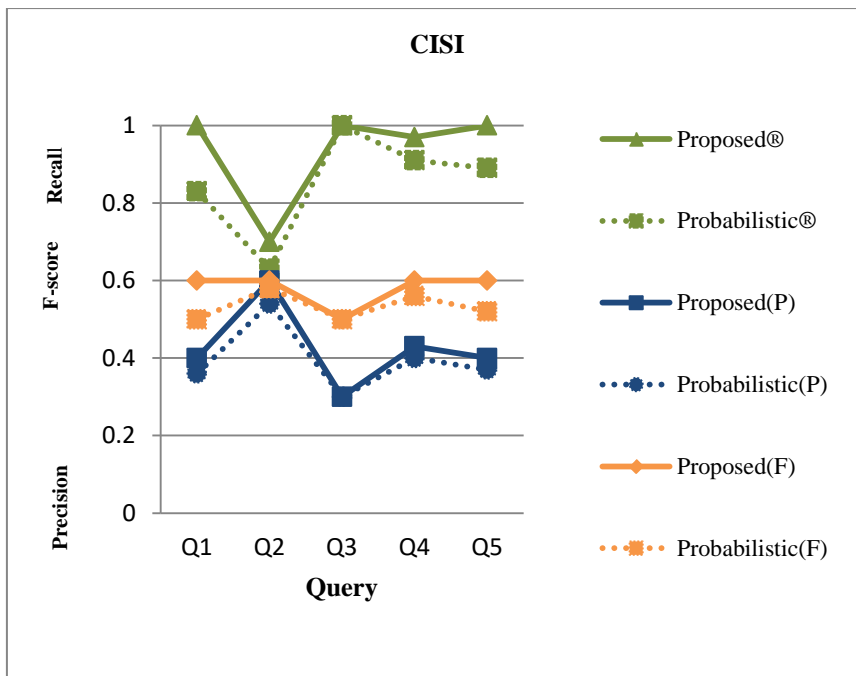 CISI
Recall
F-score
Precision
1
0.8
0.6
0.4
0.2
0
Q1 Q2 Q3 Q4 Q5
Query
Proposed®
Probabilistic®
Proposed(P)
Probabilistic(P)
Proposed(F)
Probabilistic(F)